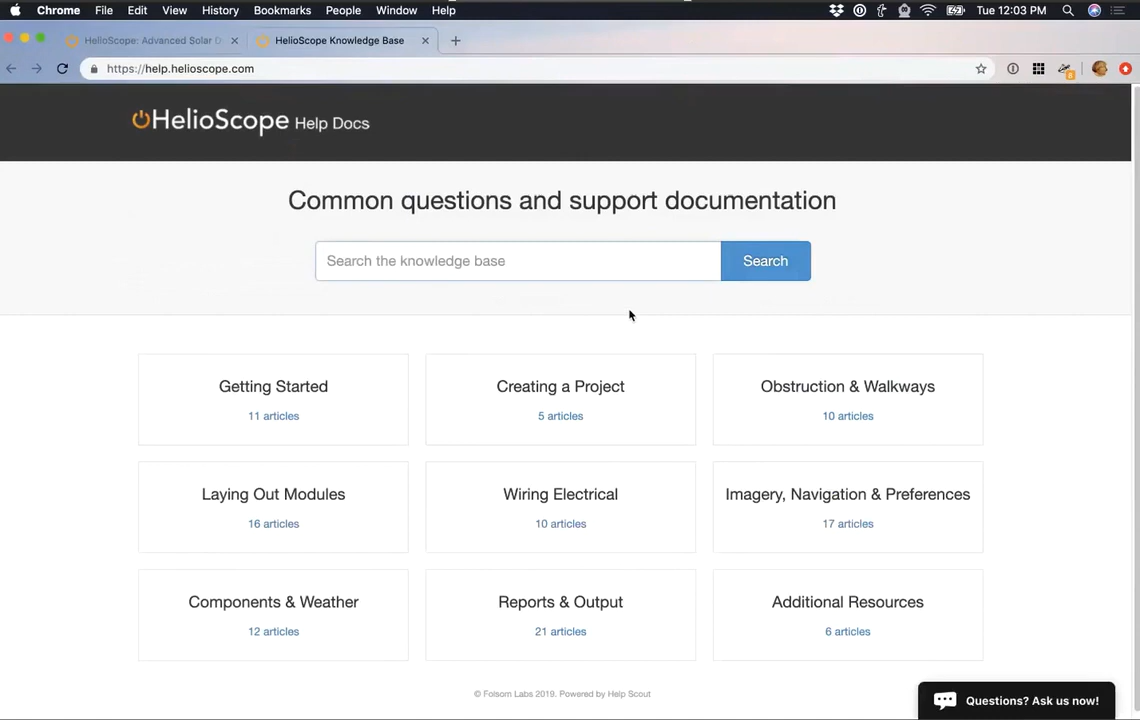 Chrome File Edit View History Bookmarks People Window Help Tue 12:03 PM
HelioScope: Advanced Solar D
HelioScope Knowledge Base
https://help.helioscope.com
HelioScope Help Docs
Common questions and support documentation
Search the knowledge base
Search
Getting Started
11 articles
Creating a Project
5 articles
Obstruction & Walkways
10 articles
Laying Out Modules
16 articles
Wiring Electrical
10 articles
Imagery, Navigation & Preferences
17 articles
Components & Weather
12 articles
Reports & Output
21 articles
Additional Resources
6 articles
© Folsom Labs 2019. Powered by Help Scout
Questions? Ask us now!